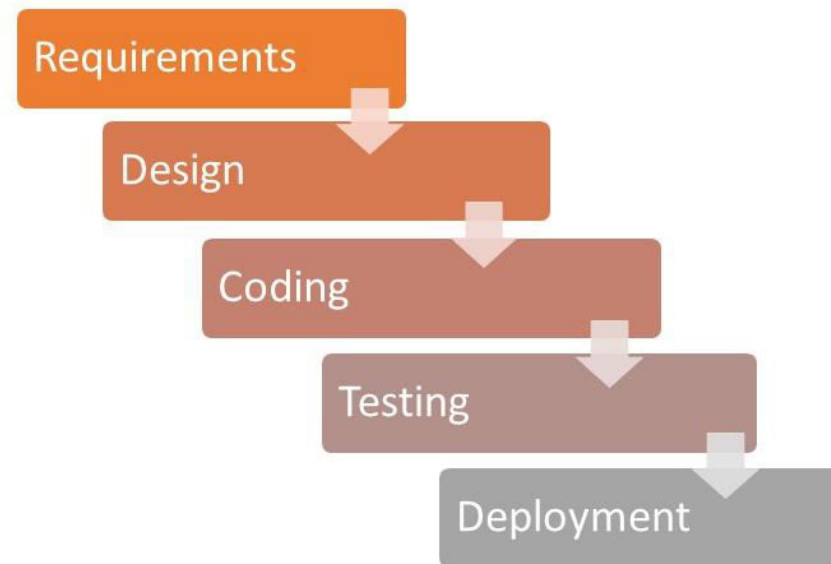 Requirements
Design
Coding
Testing
Deployment